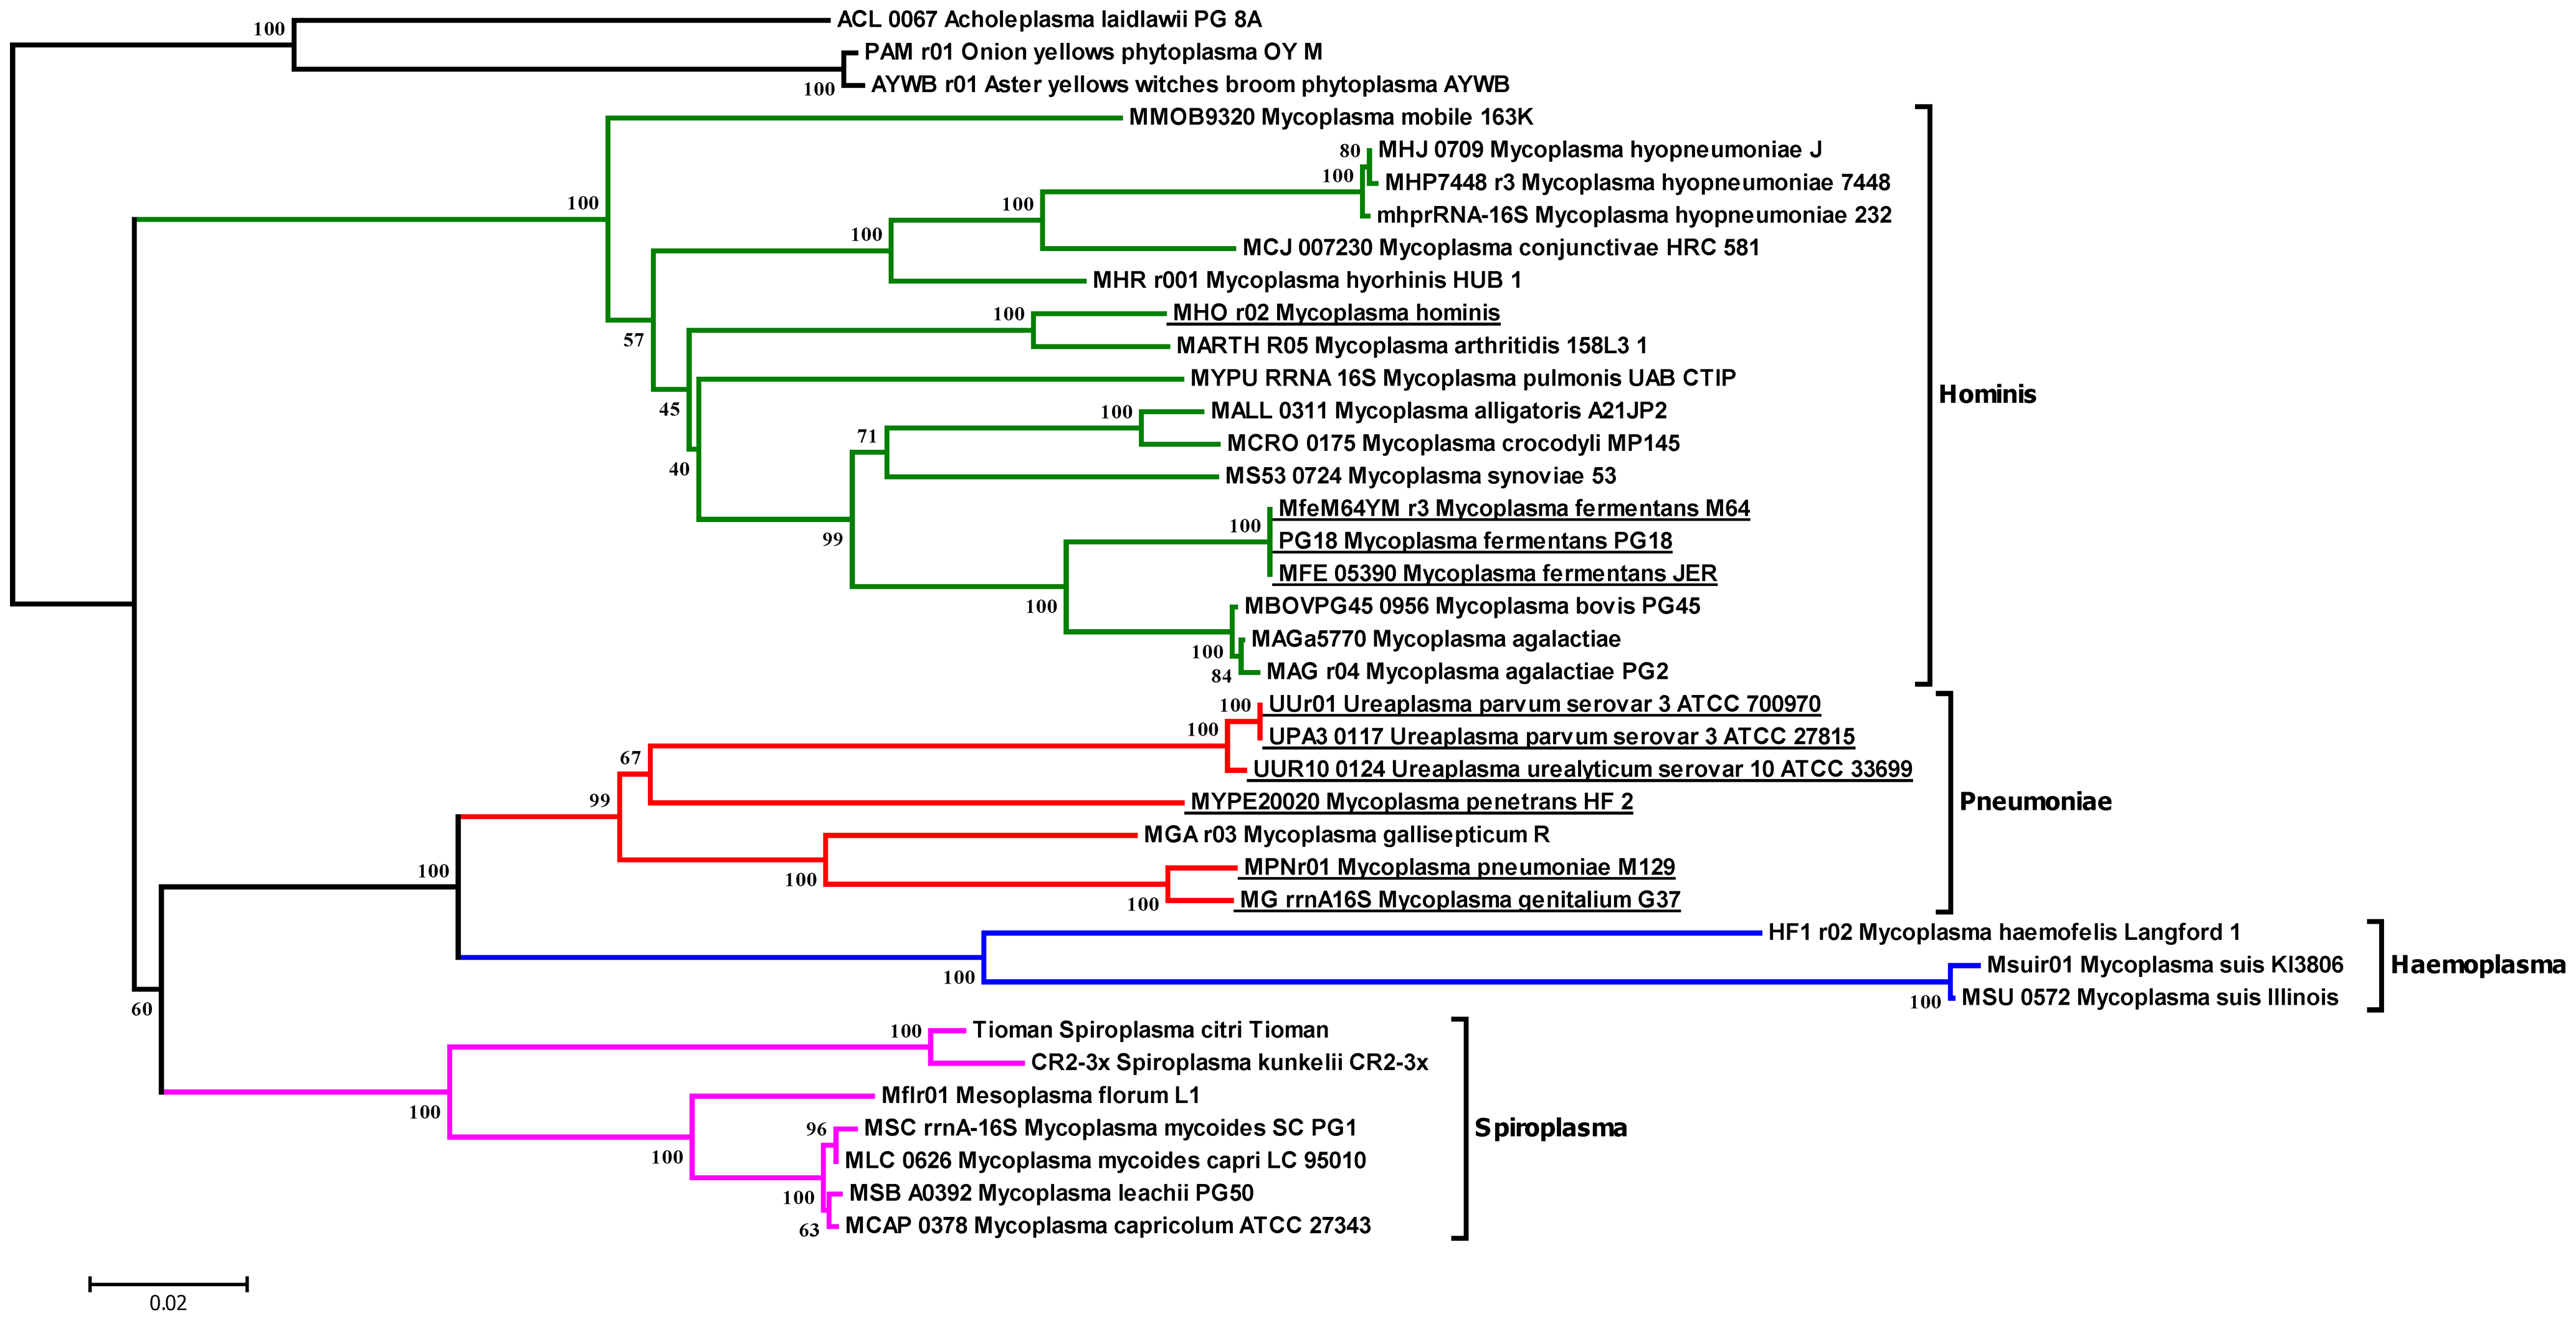 ACL 0067 Acholeplasma laidlawii PG 8A
100
PAM r01 Onion yellows phytoplasma OY M
AYWB r01 Aster yellows witches broom phytoplasma AYWB
100
MMOB9320 Mycoplasma mobile 163K
80
MHJ 0709 Mycoplasma hyopneumoniae J
100
MHP7448 r3 Mycoplasma hyopneumoniae 7448
100
100
mhprRNA-16S Mycoplasma hyopneumoniae 232
100
MCJ 007230 Mycoplasma conjunctivae HRC 581
MHR r001 Mycoplasma hyorhinis HUB 1
100
MHO r02 Mycoplasma hominis
57
MARTH R05 Mycoplasma arthritidis 158L3 1
MYPU RRNA 16S Mycoplasma pulmonis UAB CTIP
Hominis
45
100
MALL 0311 Mycoplasma alligatoris A21JP2
71
MCRO 0175 Mycoplasma crocodyli MP145
40
MS53 0724 Mycoplasma synoviae 53
MfeM64YM r3 Mycoplasma fermentans M64
100
99
PG18 Mycoplasma fermentans PG18
MFE 05390 Mycoplasma fermentans JER
100
MBOVPG45 0956 Mycoplasma bovis PG45
MAGa5770 Mycoplasma agalactiae
100
84
MAG r04 Mycoplasma agalactiae PG2
100
UUr01 Ureaplasma parvum serovar 3 ATCC 700970
100
UPA3 0117 Ureaplasma parvum serovar 3 ATCC 27815
67
UUR10 0124 Ureaplasma urealyticum serovar 10 ATCC 33699
99
MYPE20020 Mycoplasma penetrans HF 2
Pneumoniae
MGA r03 Mycoplasma gallisepticum R
100
100
MPNr01 Mycoplasma pneumoniae M129
100
MG rrnA16S Mycoplasma genitalium G37
HF1 r02 Mycoplasma haemofelis Langford 1
100
Msuir01 Mycoplasma suis KI3806
Haemoplasma
60
100
MSU 0572 Mycoplasma suis Illinois
100
Tioman Spiroplasma citri Tioman
CR2-3x Spiroplasma kunkelii CR2-3x
100
Mflr01 Mesoplasma florum L1
96
MSC rrnA-16S Mycoplasma mycoides SC PG1
Spiroplasma
100
MLC 0626 Mycoplasma mycoides capri LC 95010
100
MSB A0392 Mycoplasma leachii PG50
63
MCAP 0378 Mycoplasma capricolum ATCC 27343
0.02